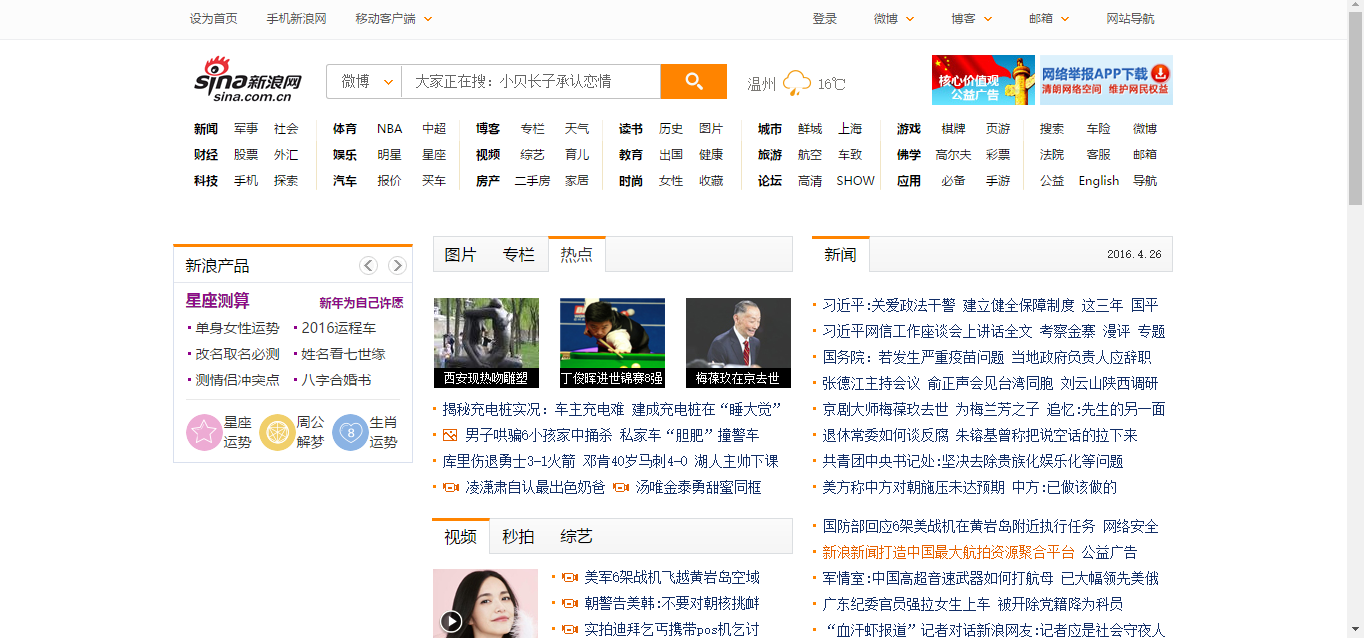 设为首页 手机新浪网 移动客户端 登录 微博 博客 邮箱 网站导航
sina新浪网
sina.com.cn
微博 大家正在搜：小贝长子承认恋情
温州 16℃
核心价值观
公益广告
网络举报APP下载
清朗网络空间 维护网民权益
新闻 军事 社会 体育 NBA 中超 博客 专栏 天气 读书 历史 图片 城市 鲜城 上海 游戏 棋牌 页游 搜索 车险 微博
财经 股票 外汇 娱乐 明星 星座 视频 综艺 育儿 教育 出国 健康 旅游 航空 车致 佛学 高尔夫 彩票 法院 客服 邮箱
科技 手机 探索 汽车 报价 买车 房产 二手房 家居 时尚 女性 收藏 论坛 高清 SHOW 应用 必备 手游 公益 English 导航
新浪产品
星座测算 新年为自己许愿
单身女性运势 2016运程车
改名取名必测 姓名看七世缘
测情侣冲突点 八字合婚书
星座运势 周公解梦 8 生肖运势
图片 专栏 热点
西安现热吻雕塑 丁俊晖进世锦赛8强 梅葆玖在京去世
揭秘充电桩实况：车主充电难 建成充电桩在“睡大觉”
男子哄骗6小孩家中捅杀 私家车“胆肥”撞警车
库里伤退勇士3-1火箭 邓肯40岁马刺4-0 湖人主帅下课
凌潇肃自认最出色奶爸 汤唯金泰勇甜蜜同框
视频 秒拍 综艺
美军6架战机飞越黄岩岛空域
朝警告美韩:不要对朝核挑衅
实拍迪拜乞丐携带pos机乞讨
新闻 2016.4.26
习近平:关爱政法干警 建立健全保障制度 这三年 国平
习近平网信工作座谈会上讲话全文 考察金寨 漫评 专题
国务院：若发生严重疫苗问题 当地政府负责人应辞职
张德江主持会议 俞正声会见台湾同胞 刘云山陕西调研
京剧大师梅葆玖去世 为梅兰芳之子 追忆:先生的另一面
退休常委如何谈反腐 朱镕基曾称把说空话的拉下来
共青团中央书记处:坚决去除贵族化娱乐化等问题
美方称中方对朝施压未达预期 中方:已做该做的
国防部回应6架美战机在黄岩岛附近执行任务 网络安全
新浪新闻打造中国最大航拍资源聚合平台 公益广告
军情室:中国高超音速武器如何打航母 已大幅领先美俄
广东纪委官员强拉女生上车 被开除党籍降为科员
“血汗虾报道”记者对话新浪网友:记者应是社会守夜人